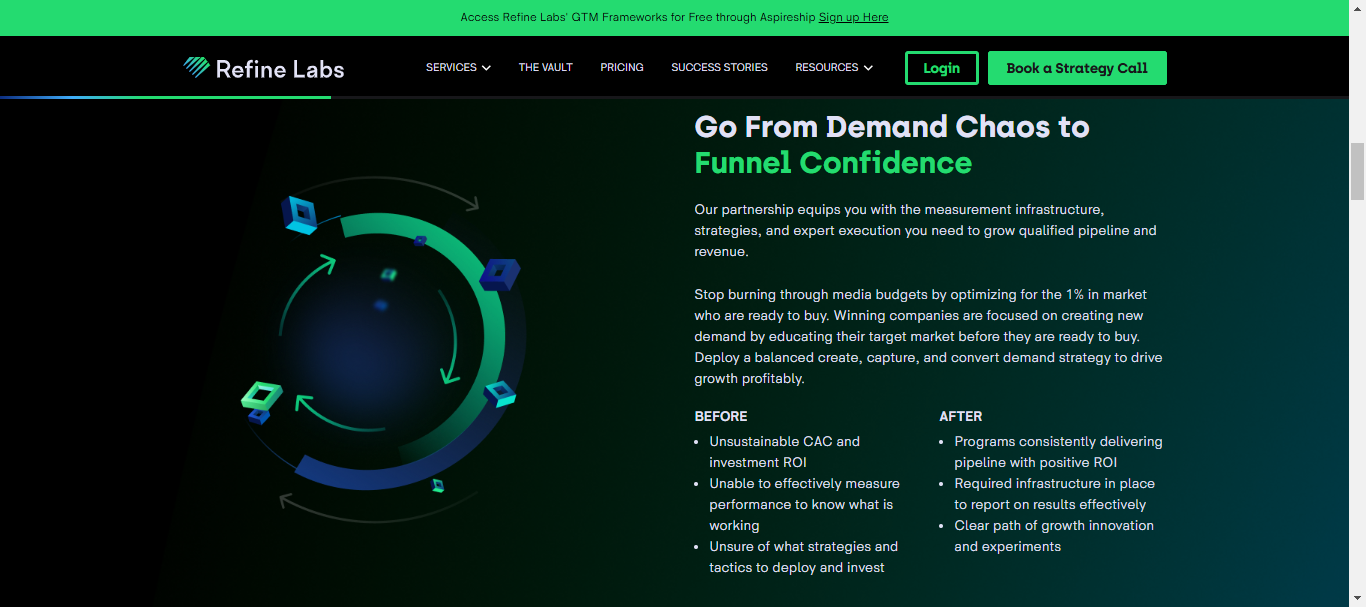 Access Refine Labs' GTM Frameworks for Free through Aspireship Sign up Here
Refine Labs
SERVICES
THE VAULT
PRICING
SUCCESS STORIES
RESOURCES
Login
Book a Strategy Call
Go From Demand Chaos to
Funnel Confidence
Our partnership equips you with the measurement infrastructure,
strategies, and expert execution you need to grow qualified pipeline and
revenue.
Stop burning through media budgets by optimizing for the 1% in market
who are ready to buy. Winning companies are focused on creating new
demand by educating their target market before they are ready to buy.
Deploy a balanced create, capture, and convert demand strategy to drive
growth profitably.
BEFORE
• Unsustainable CAC and
investment ROI
• Unable to effectively measure
performance to know what is
working
• Unsure of what strategies and
tactics to deploy and invest
AFTER
• Programs consistently delivering
pipeline with positive ROI
• Required infrastructure in place
to report on results effectively
• Clear path of growth innovation
and experiments